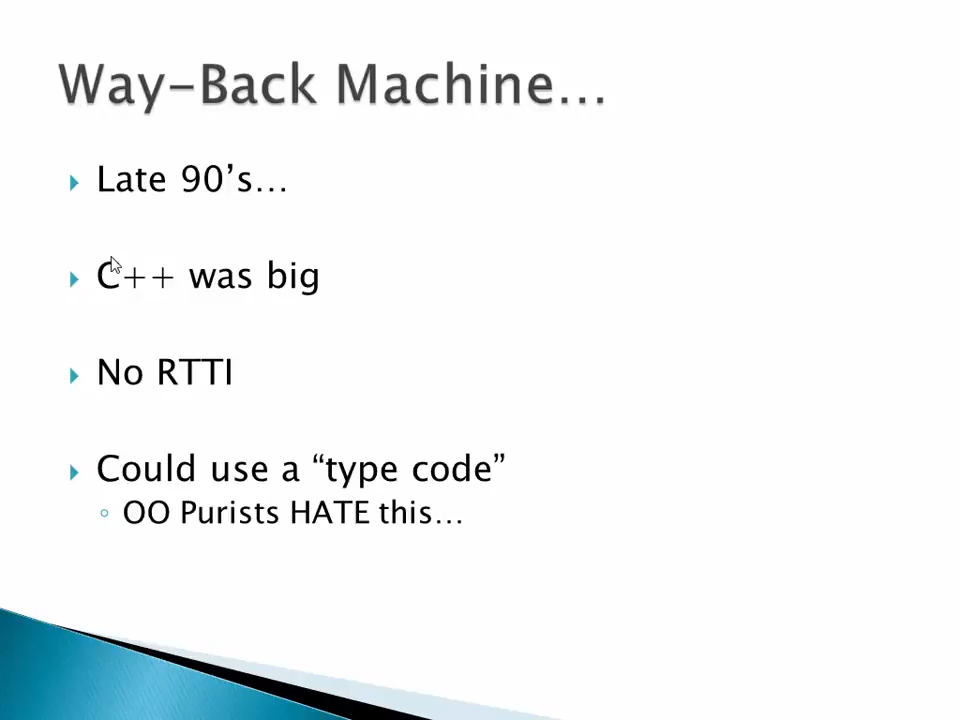 Way-Back Machine…
Late 90’s…
C++ was big
No RTTI
Could use a “type code”
OO Purists HATE this…